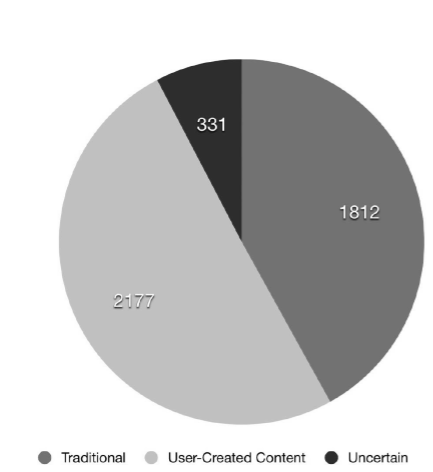 331
1812
2177
Traditional User-Created Content Uncertain